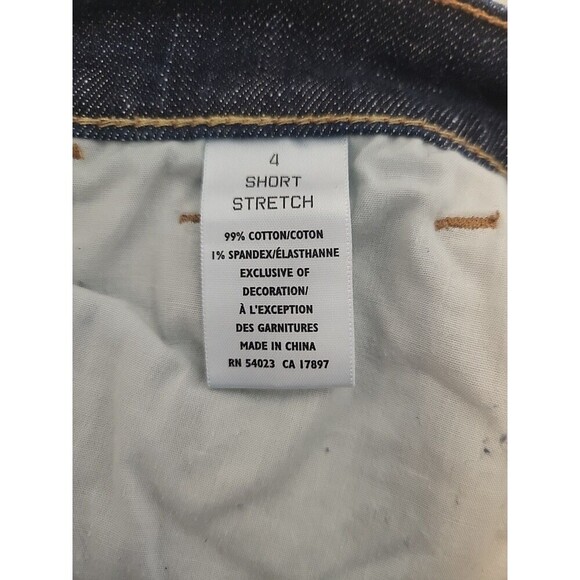 4
SHORT
STRETCH
99% COTTON/COTON
1% SPANDEX/ÉLASTHANNE
EXCLUSIVE OF
DECORATION/
À L'EXCEPTION
DES GARNITURES
MADE IN CHINA
RN 54023 CA 17897